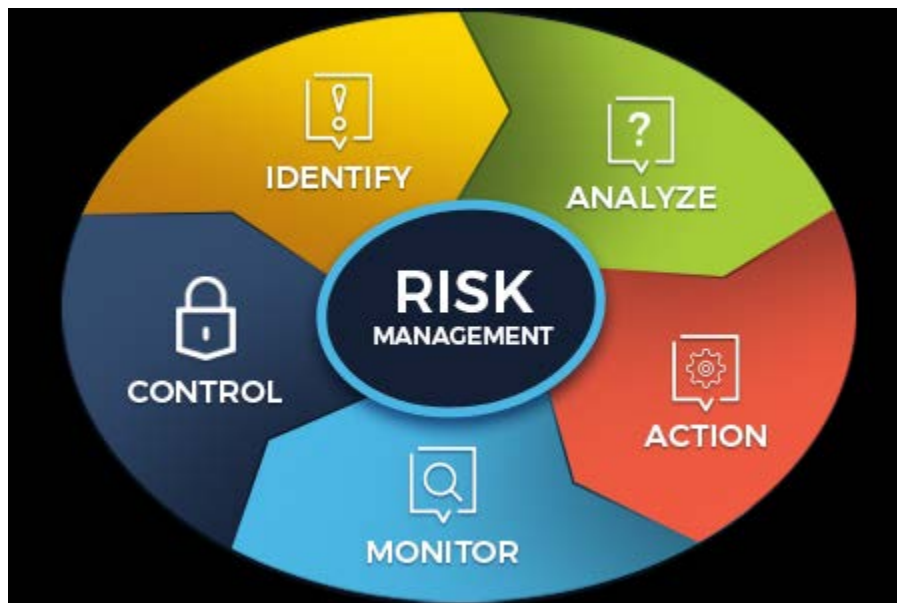 RISK
MANAGEMENT
IDENTIFY
ANALYZE
ACTION
MONITOR
CONTROL